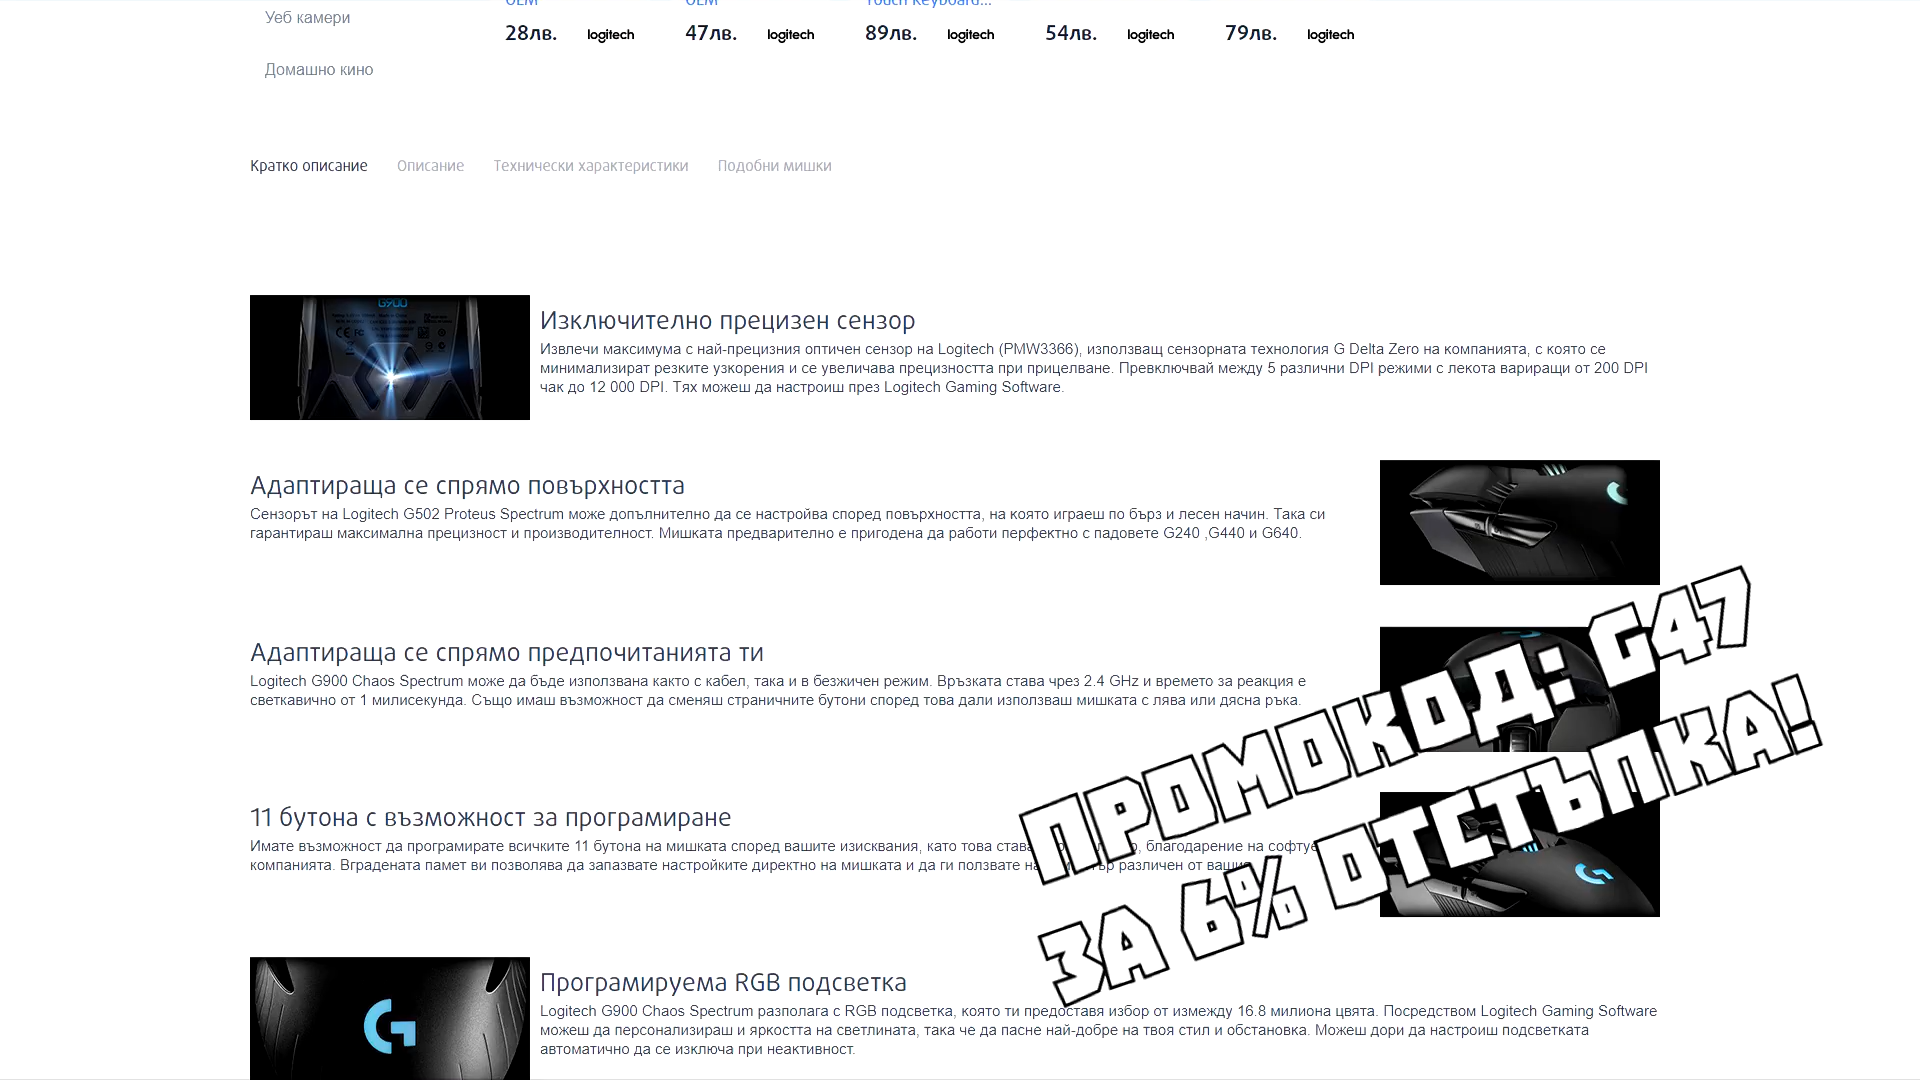 Уеб камери
OEM
OEM
Touch Keyboard...
28лв. logitech
47лв. logitech
89лв. logitech
54лв. logitech
79лв. logitech
Домашно кино
Кратко описание
Описание
Технически характеристики
Подобни мишки
G900
Изключително прецизен сензор
Извлечи максимума с най-прецизния оптичен сензор на Logitech (PMW3366), използващ сензорната технология G Delta Zero на компанията, с която се
минимализират резките узкорения и се увеличава прецизността при прицелване. Превключвай между 5 различни DPI режими с лекота вариращи от 200 DPI
чак до 12 000 DPI. Тях можеш да настроиш през Logitech Gaming Software.
Адаптираща се спрямо повърхността
Сензорът на Logitech G502 Proteus Spectrum може допълнително да се настройва според повърхността, на която играеш по бърз и лесен начин. Така си
гарантираш максимална прецизност и производителност. Мишката предварително е пригодена да работи перфектно с падовете G240 ,G440 и G640.
Адаптираща се спрямо предпочитанията ти
Logitech G900 Chaos Spectrum може да бъде използвана както с кабел, така и в безжичен режим. Връзката става чрез 2.4 GHz и времето за реакция е
светкавично от 1 милисекунда. Също имаш възможност да сменяш страничните бутони според това дали използваш мишката с лява или дясна ръка.
11 бутона с възможност за програмиране
Имате възможност да програмирате всичките 11 бутона на мишката според вашите изисквания, като това става благодарение на
компанията. Вградената памет ви позволява да запазвате настройките директно на мишката и да ги ползвате различен от
ПРОМОКОД: G47
ЗА 6% ОТСТЪПКА!
Програмируема RGB подсветка
Logitech G900 Chaos Spectrum разполага с RGB подсветка, която ти предоставя избор от измежду 16.8 милиона цвята. Посредством Logitech Gaming Software
можеш да персонализираш и яркостта на светлината, така че да пасне най-добре на твоя стил и обстановка. Можеш дори да настроиш подсветката
автоматично да се изключа при неактивност.